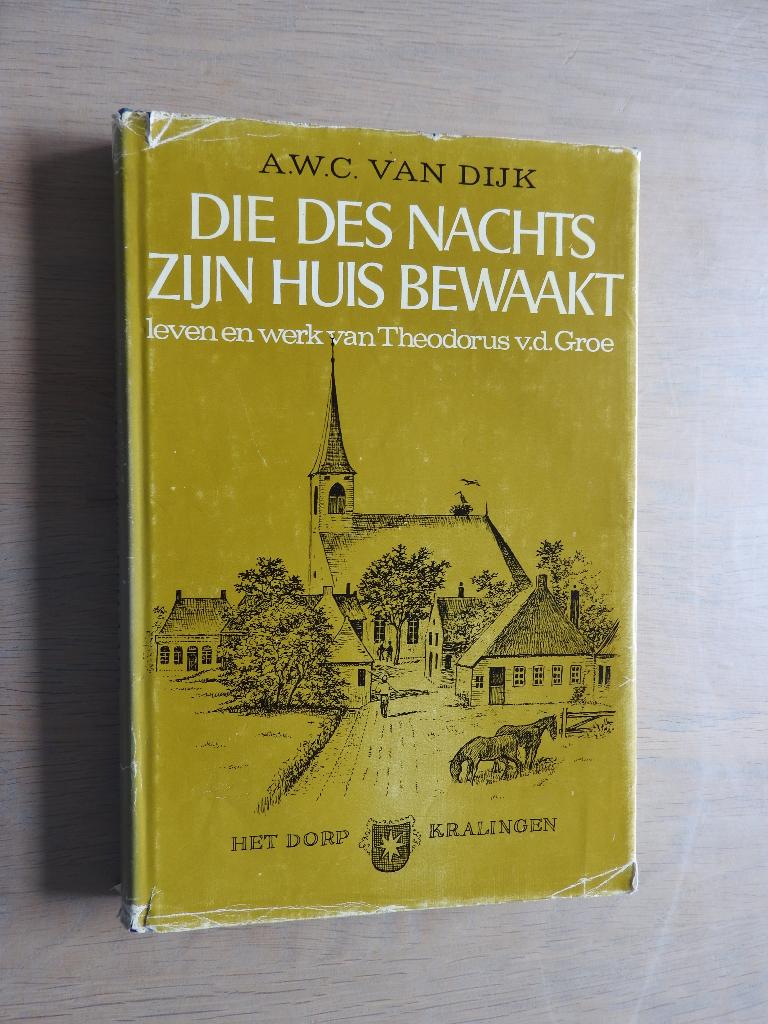 A.W.C. VAN DIJK
DIE DES NACHTS
ZIJN HUIS BEWAAKT
leven en werk van Theodorus v.d. Groe
HET DORP KRALINGEN